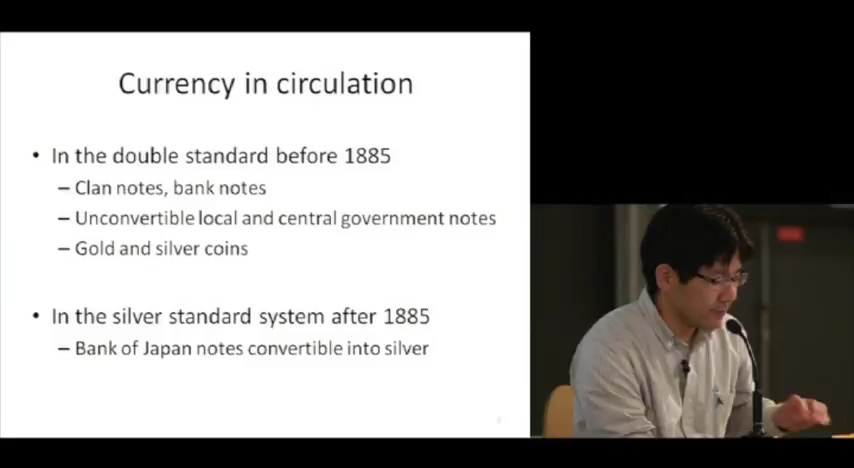 Currency in circulation
• In the double standard before 1885
– Clan notes, bank notes
– Unconvertible local and central government notes
– Gold and silver coins
• In the silver standard system after 1885
– Bank of Japan notes convertible into silver